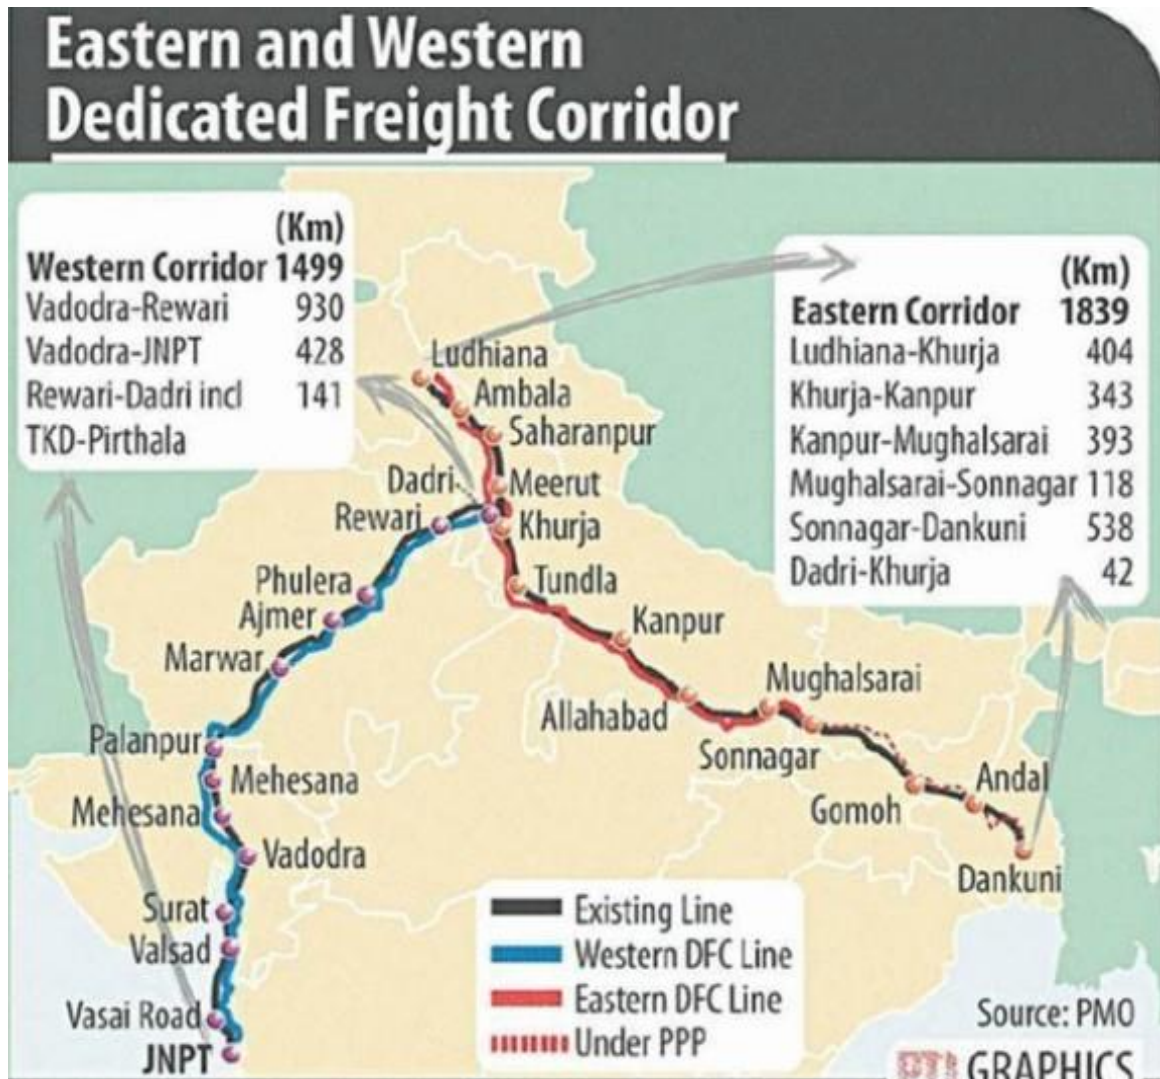 Eastern and Western
Dedicated Freight Corridor
(Km)
Western Corridor 1499
Vadodra-Rewari 930
Vadodra-JNPT 428
Rewari-Dadri incl 141
TKD-Pirthala
(Km)
Eastern Corridor 1839
Ludhiana-Khurja 404
Khurja-Kanpur 343
Kanpur-Mughalsarai 393
Mughalsarai-Sonnagar 118
Sonnagar-Dankuni 538
Dadri-Khurja 42
Ludhiana
Ambala
Saharanpur
Dadri
Meerut
Rewari
Khurja
Phulera
Tundla
Ajmer
Kanpur
Marwar
Mughalsarai
Allahabad
Palanpur
Sonnagar
Mehesana
Andal
Mehesana
Gomoh
Vadodra
Dankuni
Surat
Valsad
Vasai Road
JNPT
Existing Line
Western DFC Line
Eastern DFC Line
Under PPP
Source: PMO
GRAPHICS